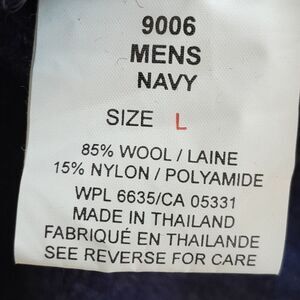 9006
MENS
NAVY
SIZE L
85% WOOL / LAINE
15% NYLON / POLYAMIDE
WPL 6635/CA 05331
MADE IN THAILAND
FABRIQUÉ EN THAILANDE
SEE REVERSE FOR CARE